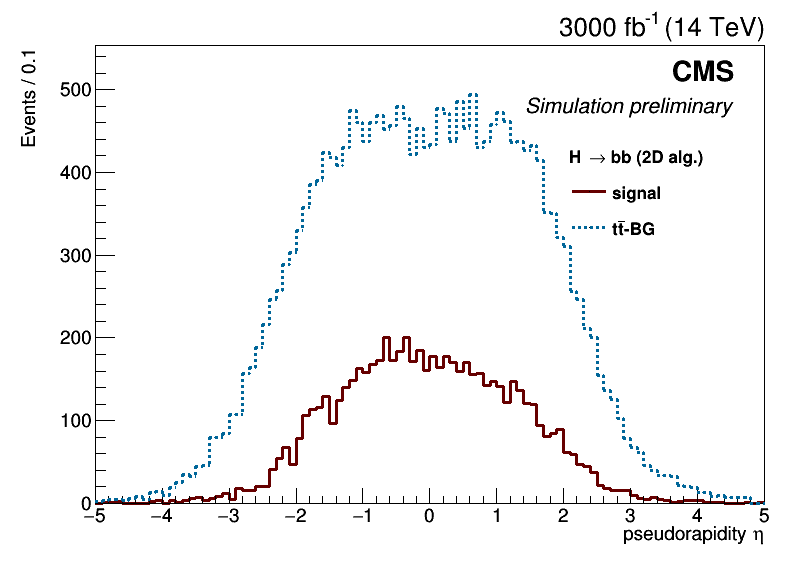 3000 fb⁻¹ (14 TeV)
Events / 0.1
CMS
Simulation preliminary
H → bb (2D alg.)
signal
tt̄-BG
500
400
300
200
100
0
−5 −4 −3 −2 −1 0 1 2 3 4 5
pseudorapidity η